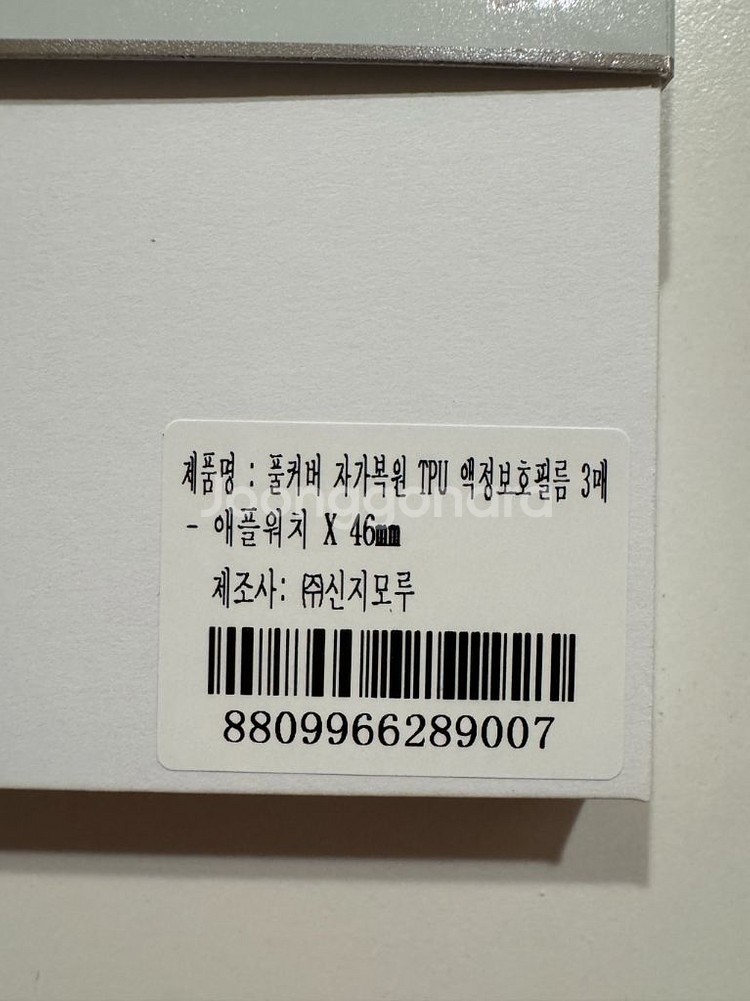 제품명 : 풀커버 자가복원 TPU 액정보호필름 3매
Joonggonara
- 애플워치 X 46㎜
제조사: ㈜신지모루
8809966289007